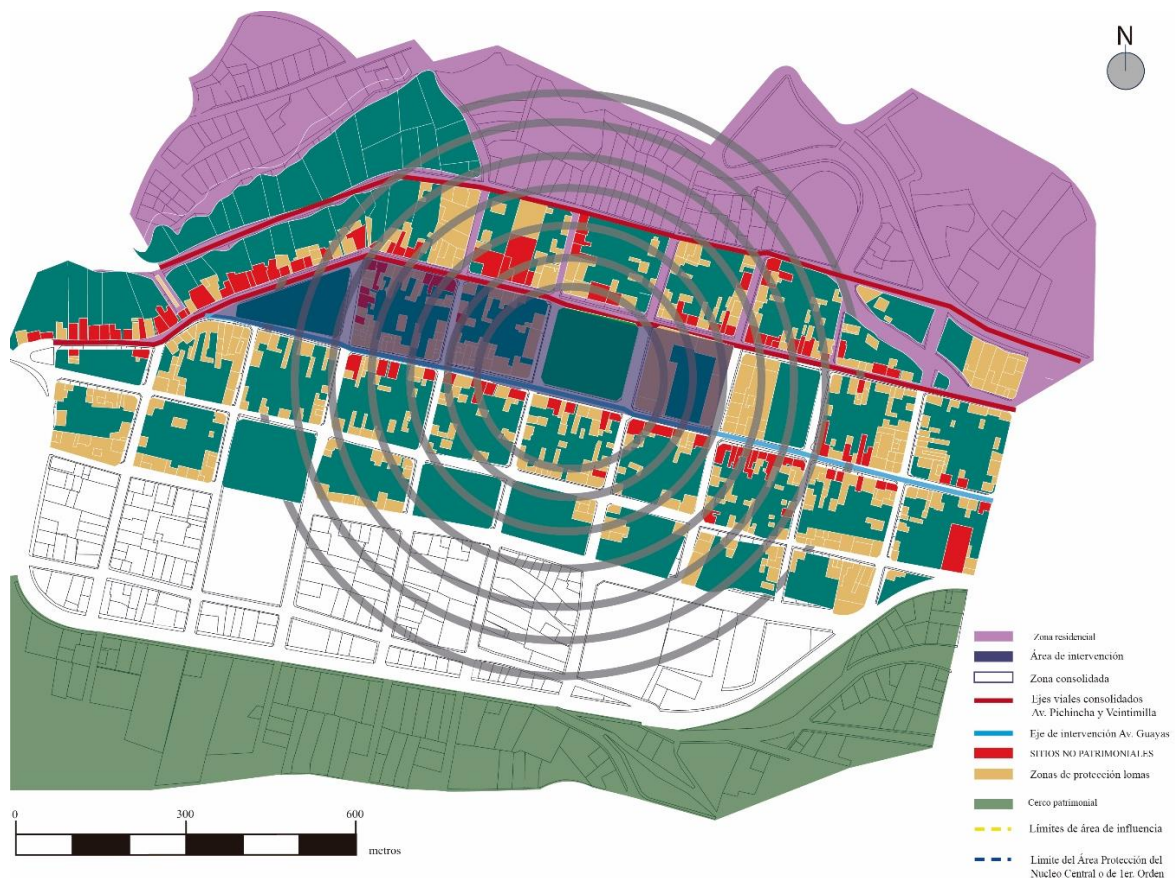 N
Zona residencial
Área de intervención
Zona consolidada
Ejes viales consolidados
Av. Pichincha y Veintimilla
Eje de intervención Av. Guayas
SITIOS NO PATRIMONIALES
Zonas de protección lomas
Cerco patrimonial
Límites de área de influencia
Limite del Área Protección del
Nucleo Central o de 1er. Orden
0 300 600
metros